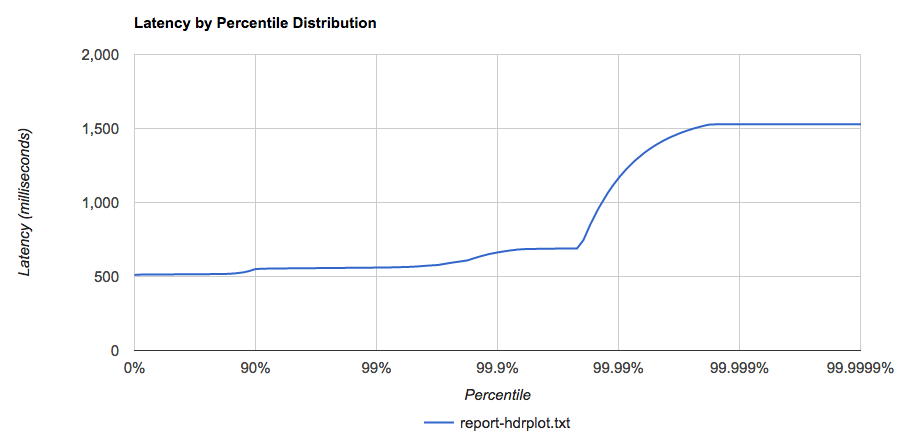 Latency by Percentile Distribution
2,000
1,500
1,000
500
0
Latency (milliseconds)
0% 90% 99% 99.9% 99.99% 99.999% 99.9999%
Percentile
report-hdrplot.txt